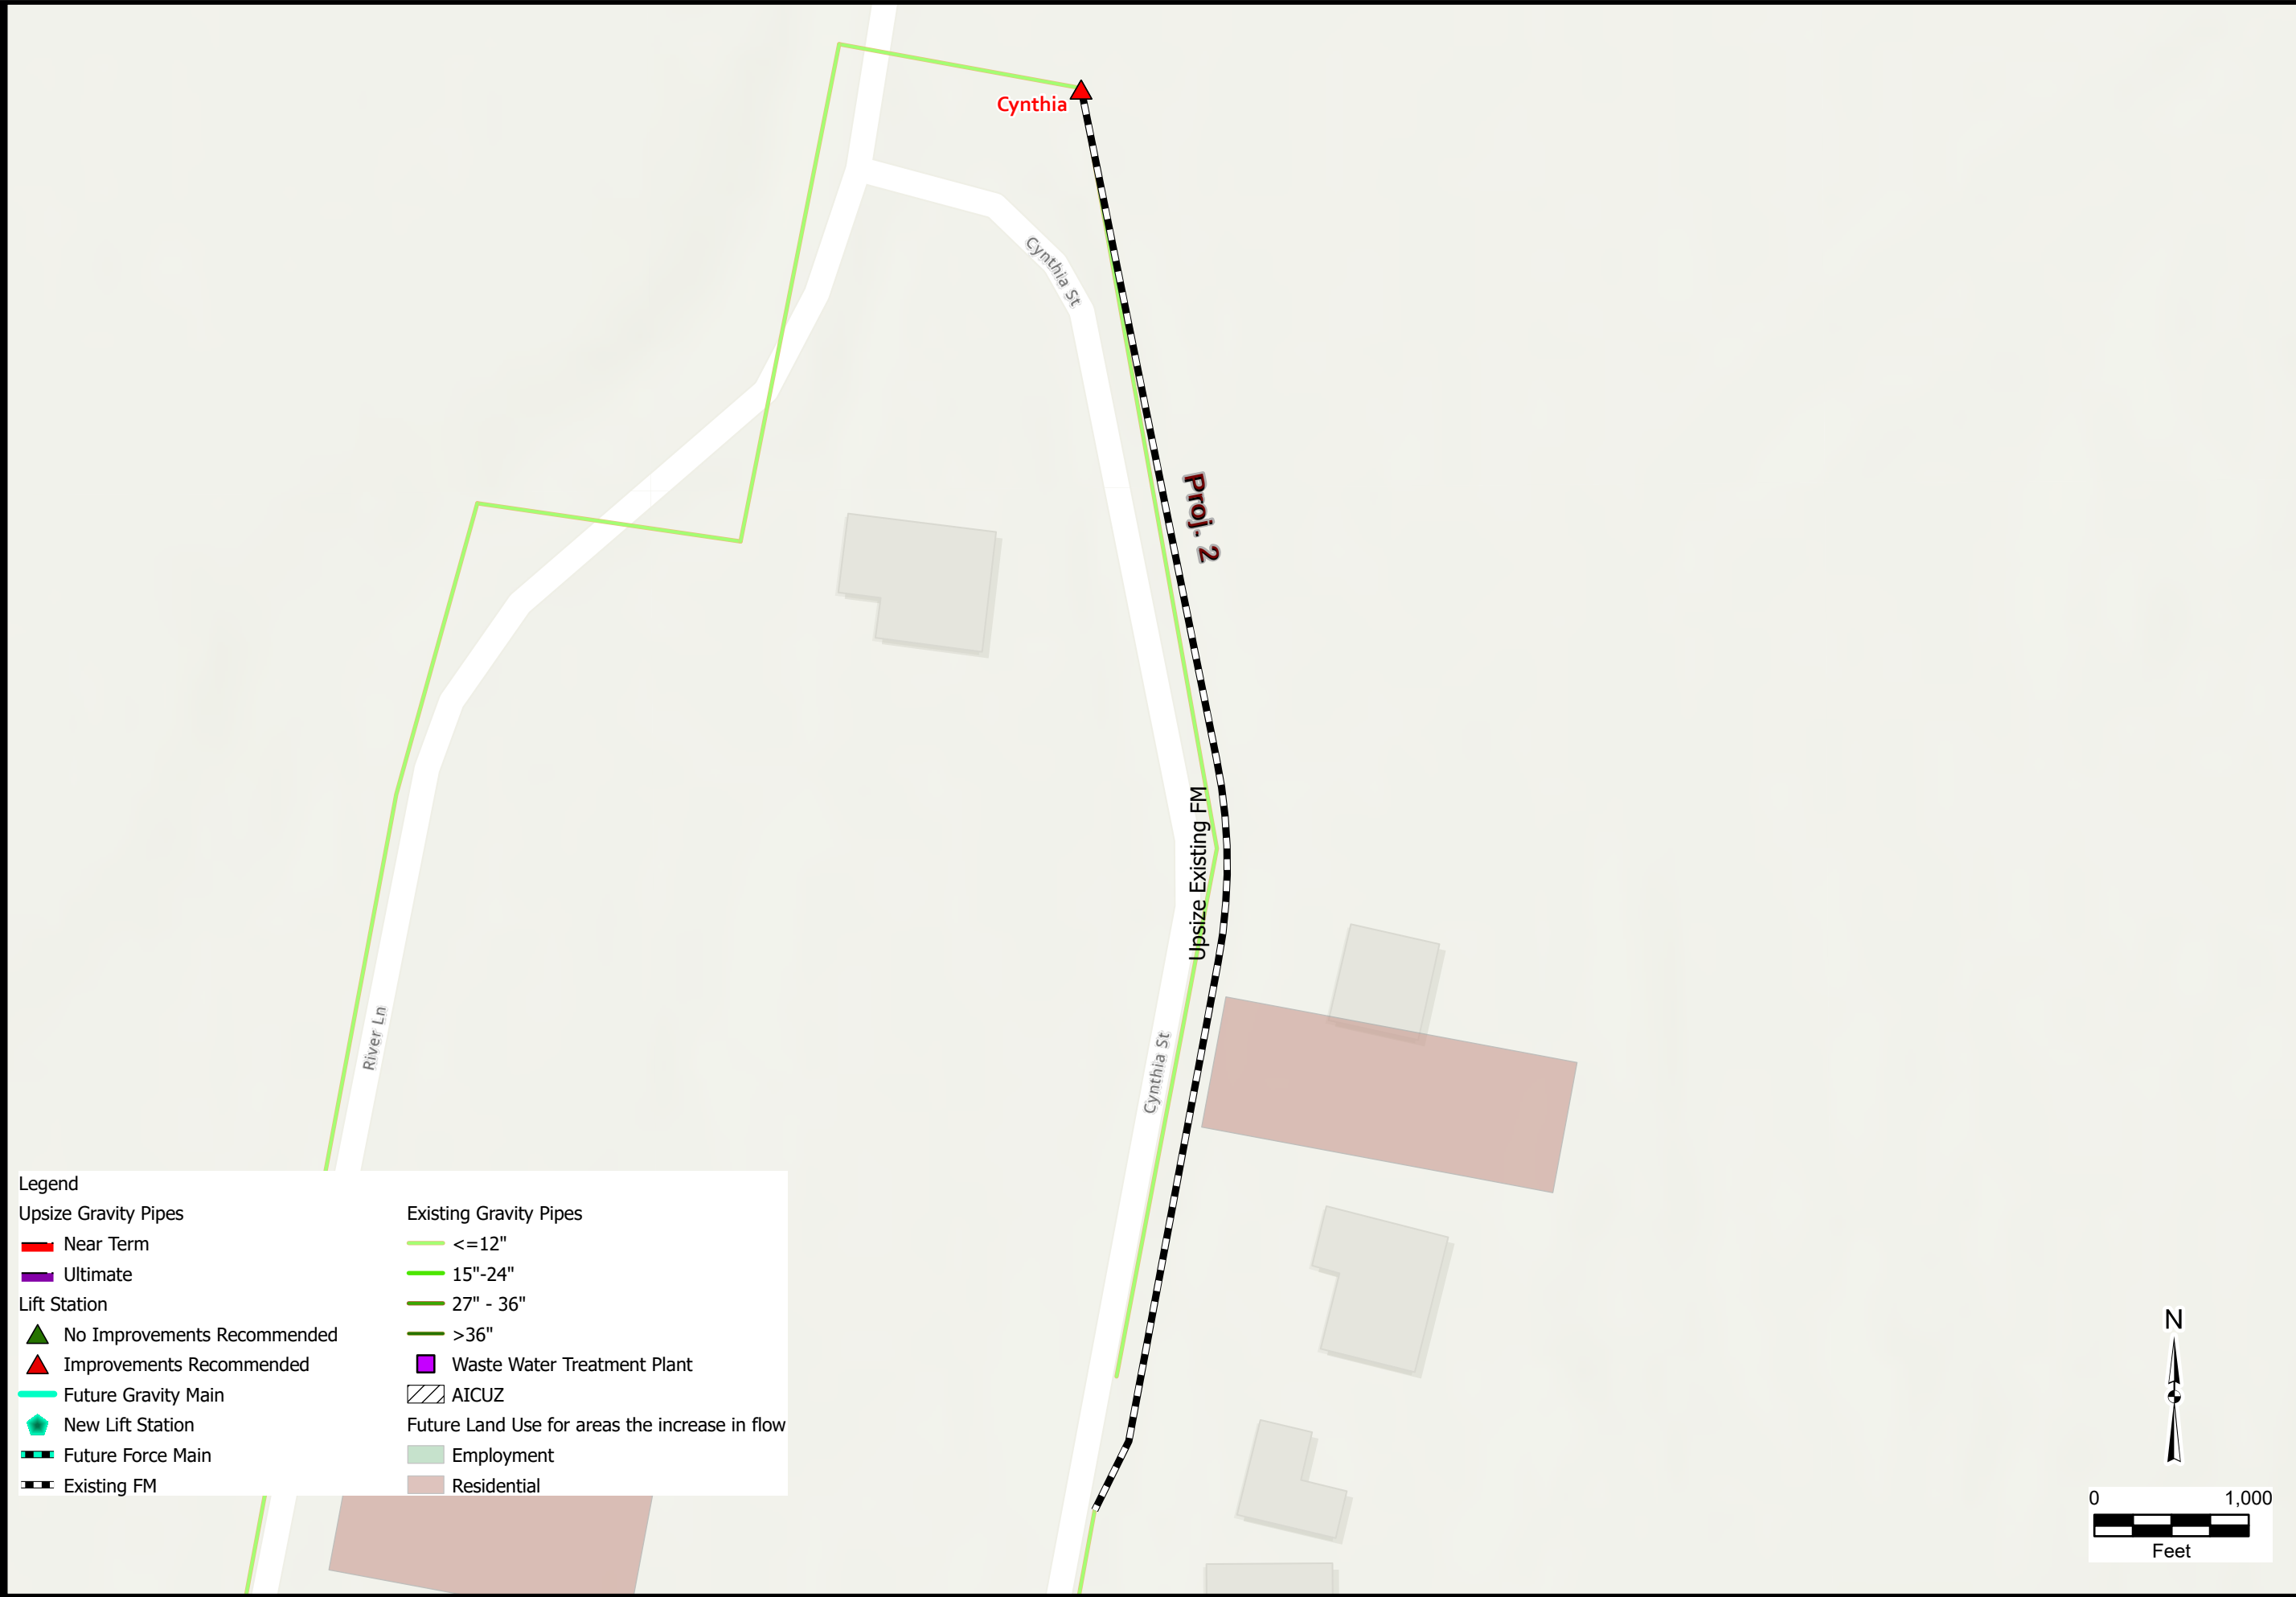 Cynthia
Cynthia St
Proj. 2
Upsize Existing FM
River Ln
Cynthia St
Legend
Upsize Gravity Pipes
Near Term
Ultimate
Lift Station
No Improvements Recommended
Improvements Recommended
Future Gravity Main
New Lift Station
Future Force Main
Existing FM
Existing Gravity Pipes
<=12"
15"-24"
27" - 36"
>36"
Waste Water Treatment Plant
AICUZ
Future Land Use for areas the increase in flow
Employment
Residential
N
0 1,000
Feet